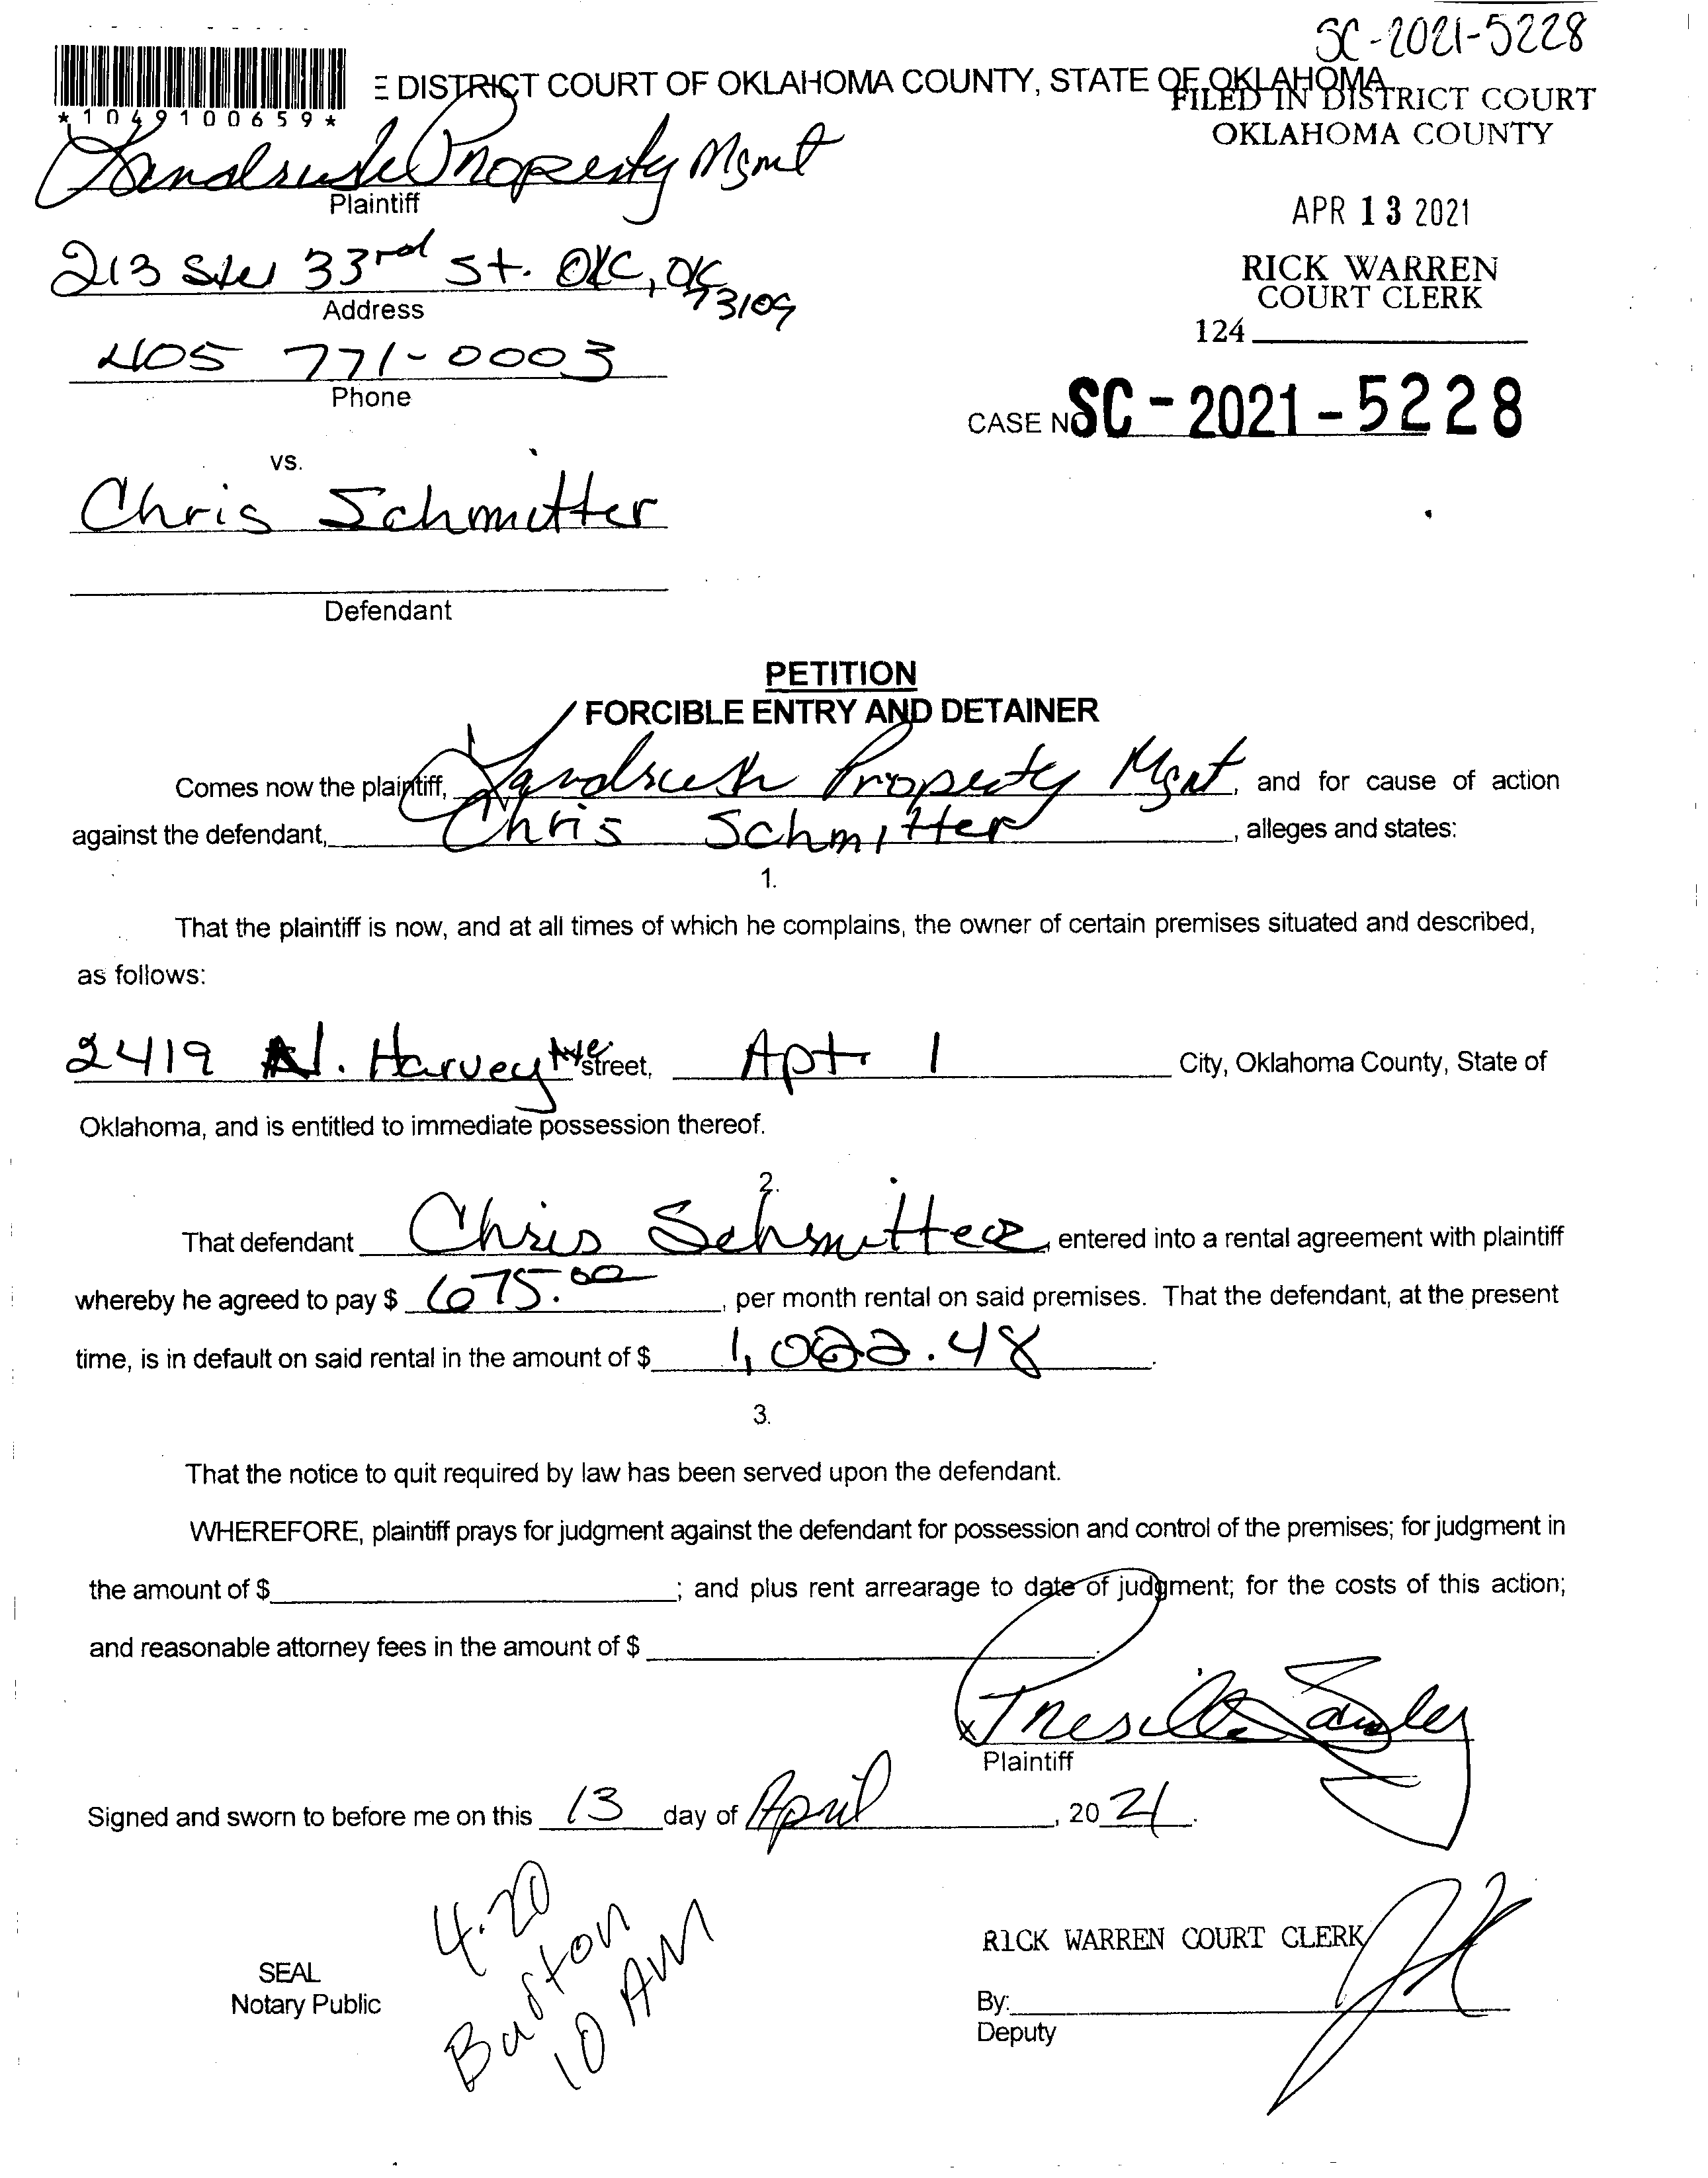 SC-2021-5228
E DISTRICT COURT OF OKLAHOMA COUNTY, STATE OF OKLAHOMA
FILED IN DISTRICT COURT
OKLAHOMA COUNTY
*1049100659*
Landrush Property Mgmt
Plaintiff
APR 13 2021
213 SW 33rd St. OKC, OK
73109
Address
RICK WARREN
COURT CLERK
124
405 771-0003
Phone
CASE NO SC-2021-5228
vs.
Chris Schmitter
Defendant
PETITION
FORCIBLE ENTRY AND DETAINER
Comes now the plaintiff, Landrush Property Mgnt, and for cause of action
against the defendant, Chris Schmitter, alleges and states:
1.
That the plaintiff is now, and at all times of which he complains, the owner of certain premises situated and described,
as follows:
2419 N. Harvey Ave street, Apt. 1 City, Oklahoma County, State of
Oklahoma, and is entitled to immediate possession thereof.
2.
That defendant Chris Schmitter, entered into a rental agreement with plaintiff
whereby he agreed to pay $ 675.00, per month rental on said premises. That the defendant, at the present
time, is in default on said rental in the amount of $ 1,022.48.
3.
That the notice to quit required by law has been served upon the defendant.
WHEREFORE, plaintiff prays for judgment against the defendant for possession and control of the premises; for judgment in
the amount of $ ; and plus rent arrearage to date of judgment; for the costs of this action;
and reasonable attorney fees in the amount of $ .
x
Plaintiff
Signed and sworn to before me on this 13 day of April, 2021.
4.20
Burton
10 AM
RICK WARREN COURT CLERK
SEAL
Notary Public
By:
Deputy